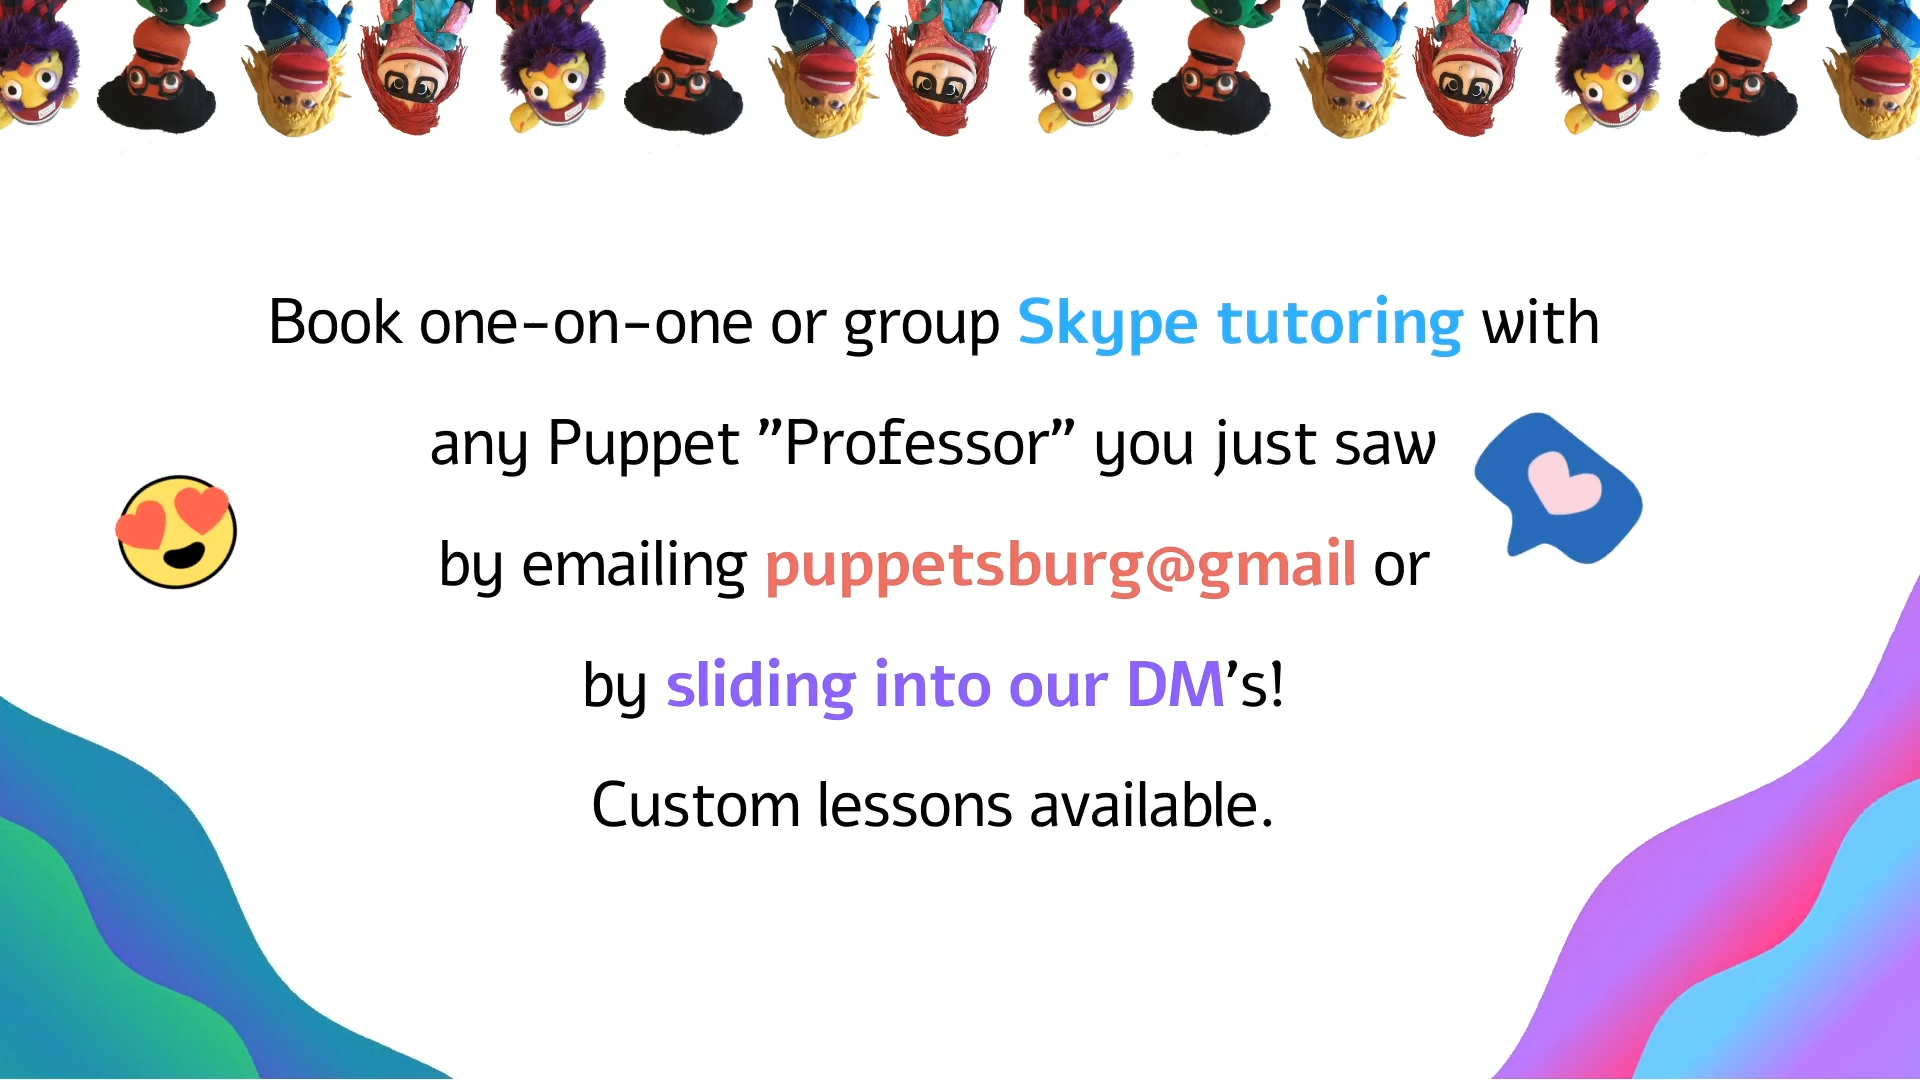 Book one-on-one or group Skype tutoring with
any Puppet "Professor" you just saw
by emailing puppetsburg@gmail or
by sliding into our DM's!
Custom lessons available.